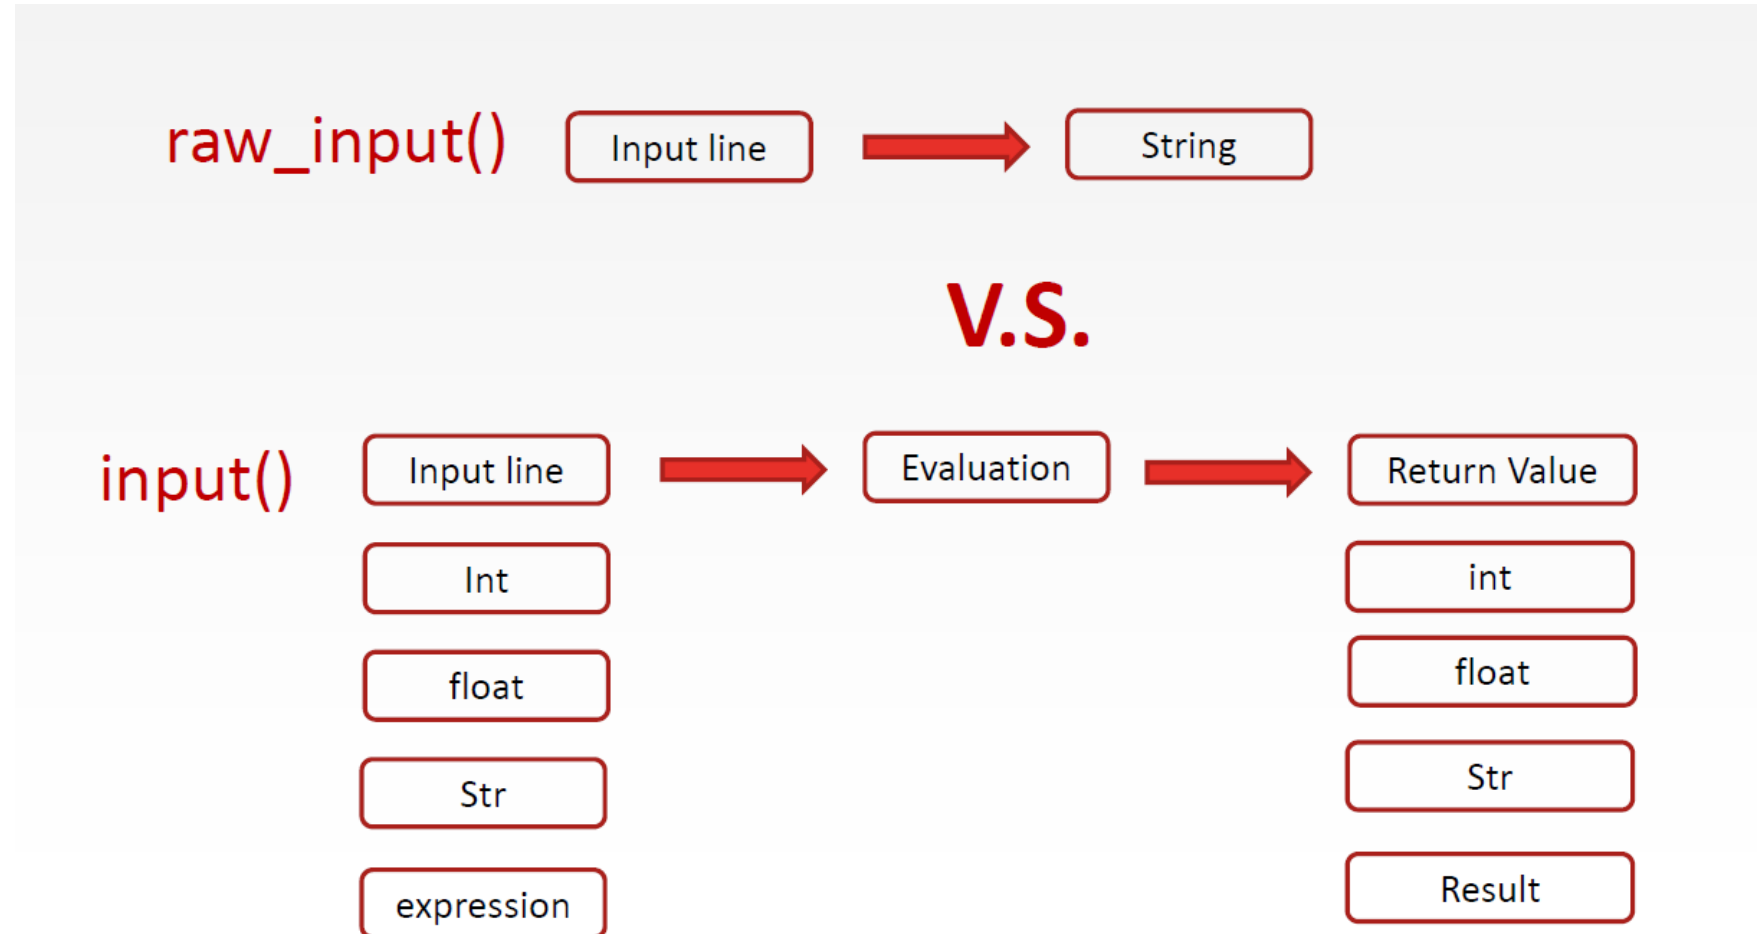 raw_input()
Input line
String
V.S.
input()
Input line
Evaluation
Return Value
Int
int
float
float
Str
Str
expression
Result